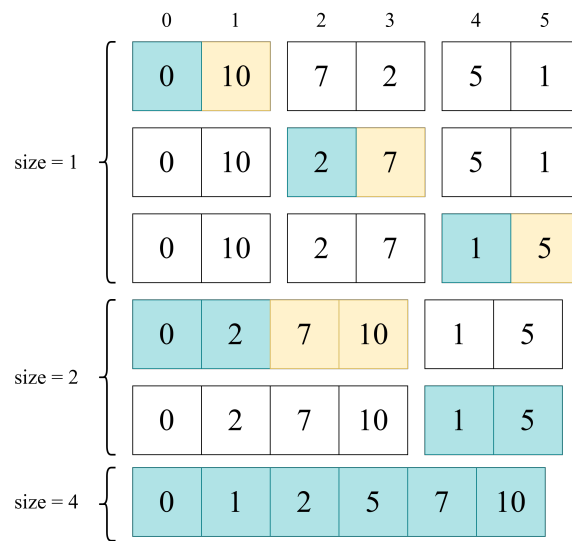 0 1 2 3 4 5
0 10 7 2 5 1
size = 1
0 10 2 7 5 1
0 10 2 7 1 5
0 2 7 10 1 5
size = 2
0 2 7 10 1 5
size = 4
0 1 2 5 7 10